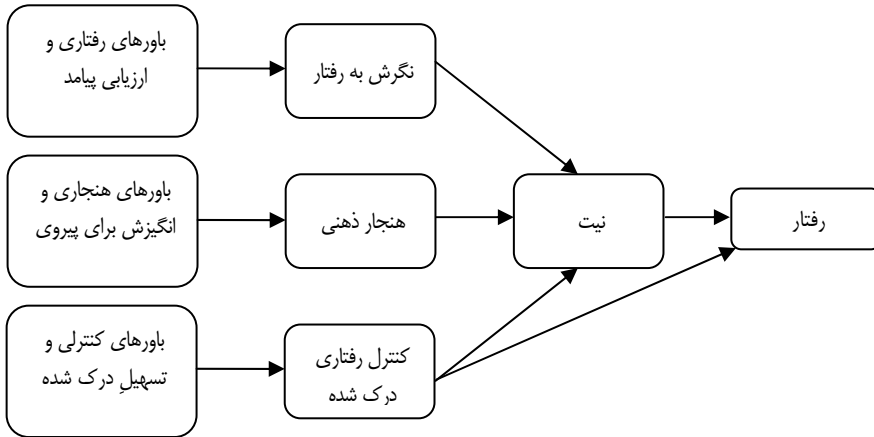 باورهای رفتاری و
ارزیابی پیامد
نگرش به رفتار
باورهای هنجاری و
انگیزش برای پیروی
هنجار ذهنی
نیت
رفتار
باورهای کنترلی و
تسهیلِ درک شده
کنترل رفتاری
درک شده